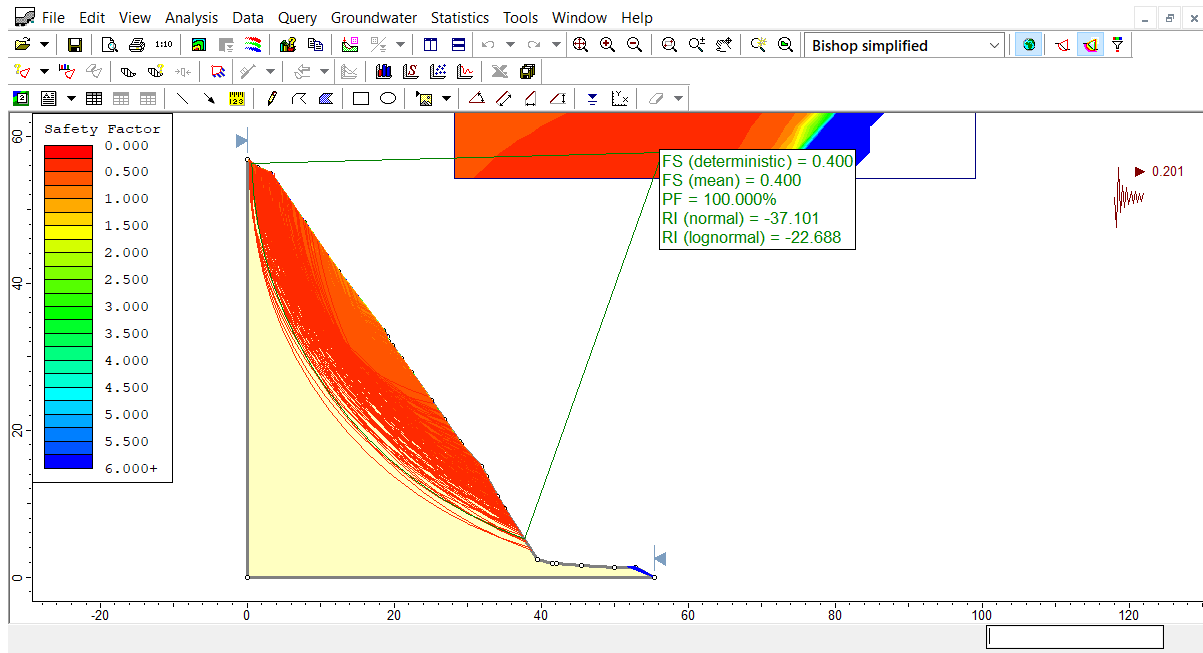 File Edit View Analysis Data Query Groundwater Statistics Tools Window Help
1:10
Bishop simplified
123
Safety Factor
0.000
0.500
1.000
1.500
2.000
2.500
3.000
3.500
4.000
4.500
5.000
5.500
6.000+
FS (deterministic) = 0.400
FS (mean) = 0.400
PF = 100.000%
RI (normal) = -37.101
RI (lognormal) = -22.688
0.201
60
40
20
0
-20 0 20 40 60 80 100 120